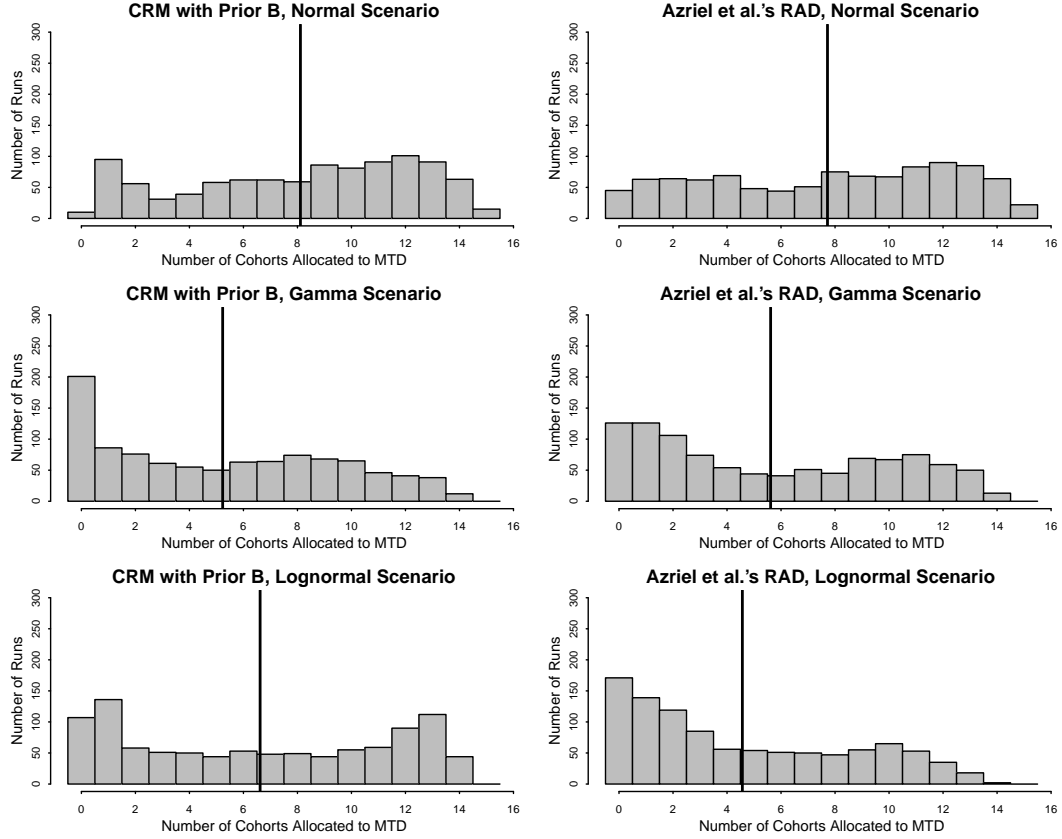 CRM with Prior B, Normal Scenario
Number of Runs
0 50 100 150 200 250 300
0 2 4 6 8 10 12 14 16
Number of Cohorts Allocated to MTD
Azriel et al.'s RAD, Normal Scenario
Number of Runs
0 50 100 150 200 250 300
0 2 4 6 8 10 12 14 16
Number of Cohorts Allocated to MTD
CRM with Prior B, Gamma Scenario
Number of Runs
0 50 100 150 200 250 300
0 2 4 6 8 10 12 14 16
Number of Cohorts Allocated to MTD
Azriel et al.'s RAD, Gamma Scenario
Number of Runs
0 50 100 150 200 250 300
0 2 4 6 8 10 12 14 16
Number of Cohorts Allocated to MTD
CRM with Prior B, Lognormal Scenario
Number of Runs
0 50 100 150 200 250 300
0 2 4 6 8 10 12 14 16
Number of Cohorts Allocated to MTD
Azriel et al.'s RAD, Lognormal Scenario
Number of Runs
0 50 100 150 200 250 300
0 2 4 6 8 10 12 14 16
Number of Cohorts Allocated to MTD